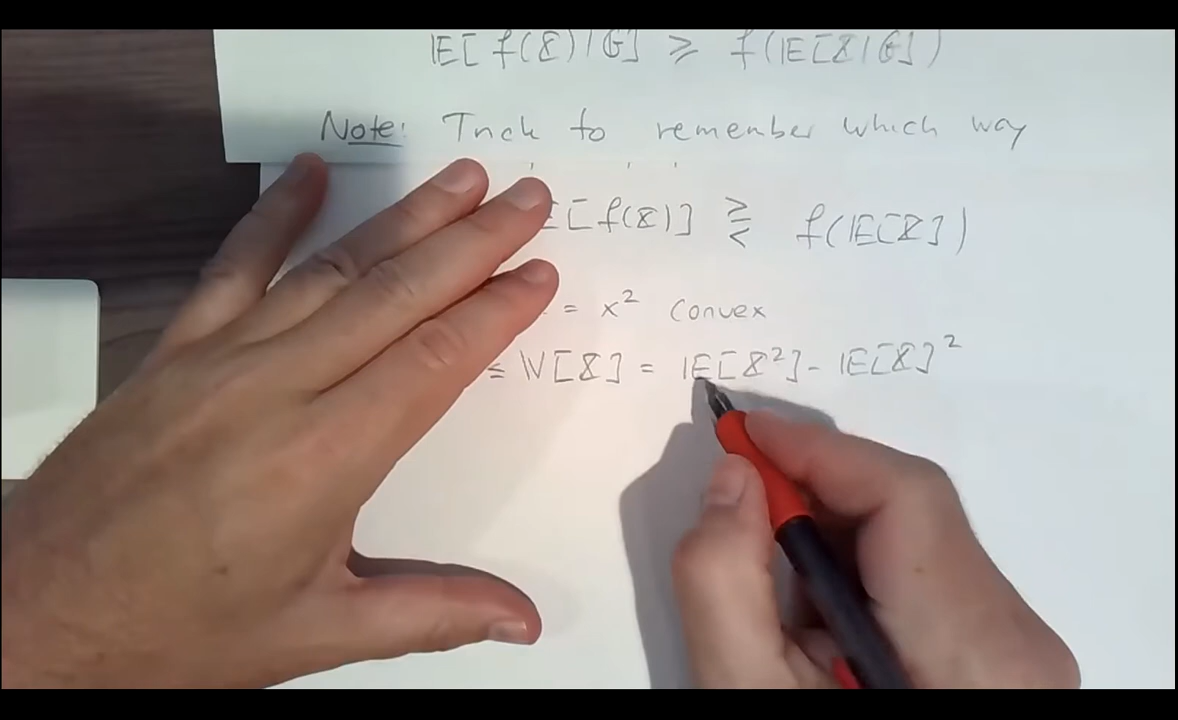 𝔼[f(X)|G] ≥ f(𝔼[X|G])
Note: Trick to remember which way
[f(X)] ≷ f(𝔼[X])
= x² convex
≤ 𝕍[X] = 𝔼[X²] - 𝔼[X]²